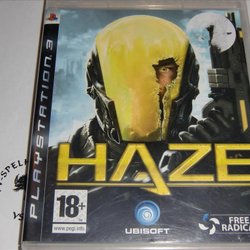 PLAYSTATION 3
HAZE
18+
www.pegi.info
UBISOFT
FREE
RADICA